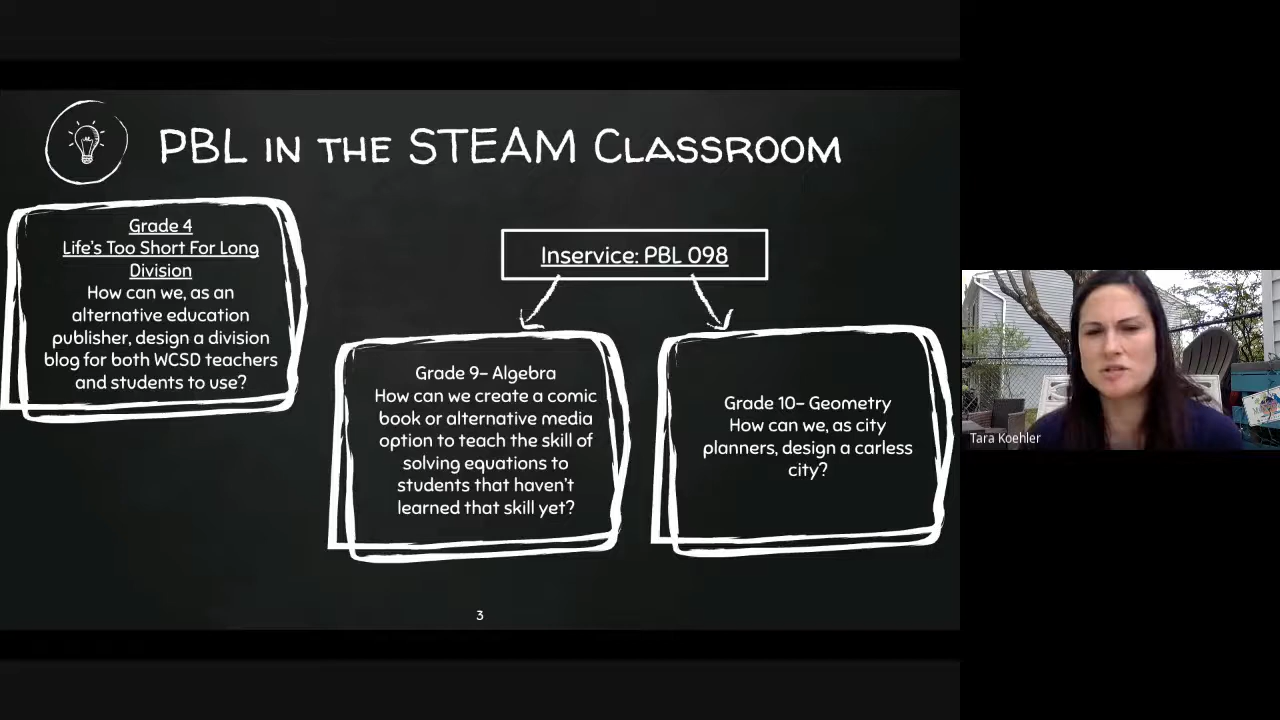 PBL IN THE STEAM CLASSROOM
Grade 4
Life's Too Short For Long
Division
How can we, as an
alternative education
publisher, design a division
blog for both WCSD teachers
and students to use?
Inservice: PBL 098
Grade 9- Algebra
How can we create a comic
book or alternative media
option to teach the skill of
solving equations to
students that haven't
learned that skill yet?
Grade 10- Geometry
How can we, as city
planners, design a carless
city?
3
Tara Koehler